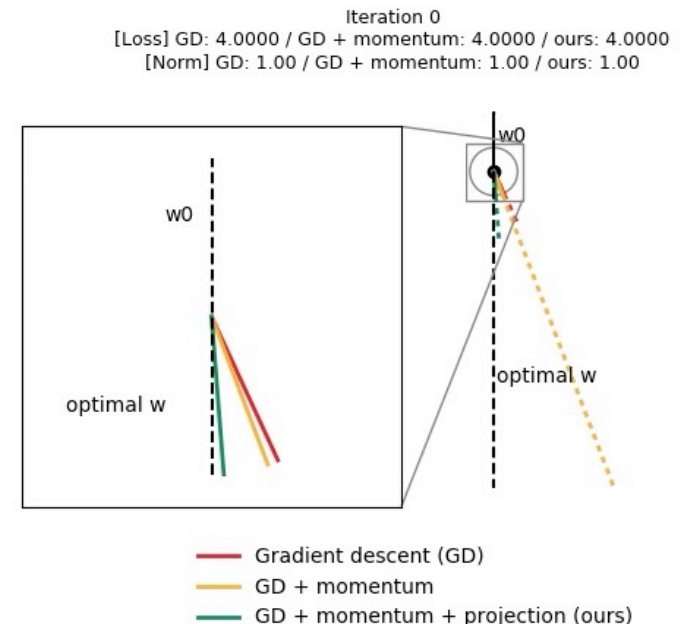 Iteration 0
[Loss] GD: 4.0000 / GD + momentum: 4.0000 / ours: 4.0000
[Norm] GD: 1.00 / GD + momentum: 1.00 / ours: 1.00
w0
w0
optimal w
optimal w
Gradient descent (GD)
GD + momentum
GD + momentum + projection (ours)